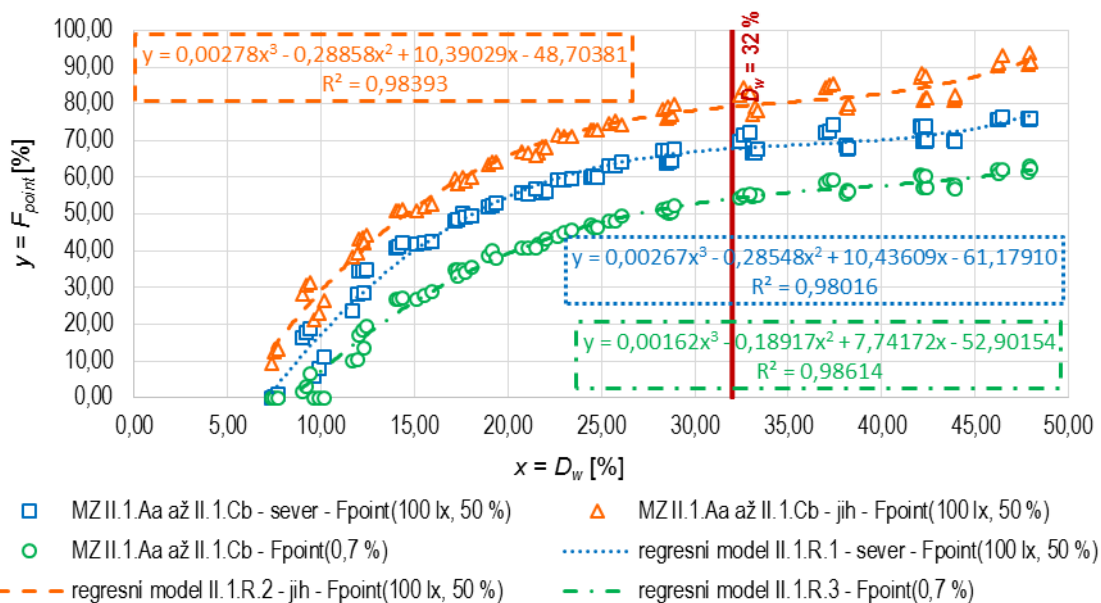 100,00
90,00
80,00
70,00
60,00
50,00
40,00
30,00
20,00
10,00
0,00
y = F_point [%]
y = 0,00278x³ - 0,28858x² + 10,39029x - 48,70381
R² = 0,98393
D_w = 32 %
y = 0,00267x³ - 0,28548x² + 10,43609x - 61,17910
R² = 0,98016
y = 0,00162x³ - 0,18917x² + 7,74172x - 52,90154
R² = 0,98614
0,00 5,00 10,00 15,00 20,00 25,00 30,00 35,00 40,00 45,00 50,00
x = D_w [%]
MZ II.1.Aa až II.1.Cb - sever - Fpoint(100 lx, 50 %)
MZ II.1.Aa až II.1.Cb - jih - Fpoint(100 lx, 50 %)
MZ II.1.Aa až II.1.Cb - Fpoint(0,7 %)
regresní model II.1.R.1 - sever - Fpoint(100 lx, 50 %)
regresní model II.1.R.2 - jih - Fpoint(100 lx, 50 %)
regresní model II.1.R.3 - Fpoint(0,7 %)